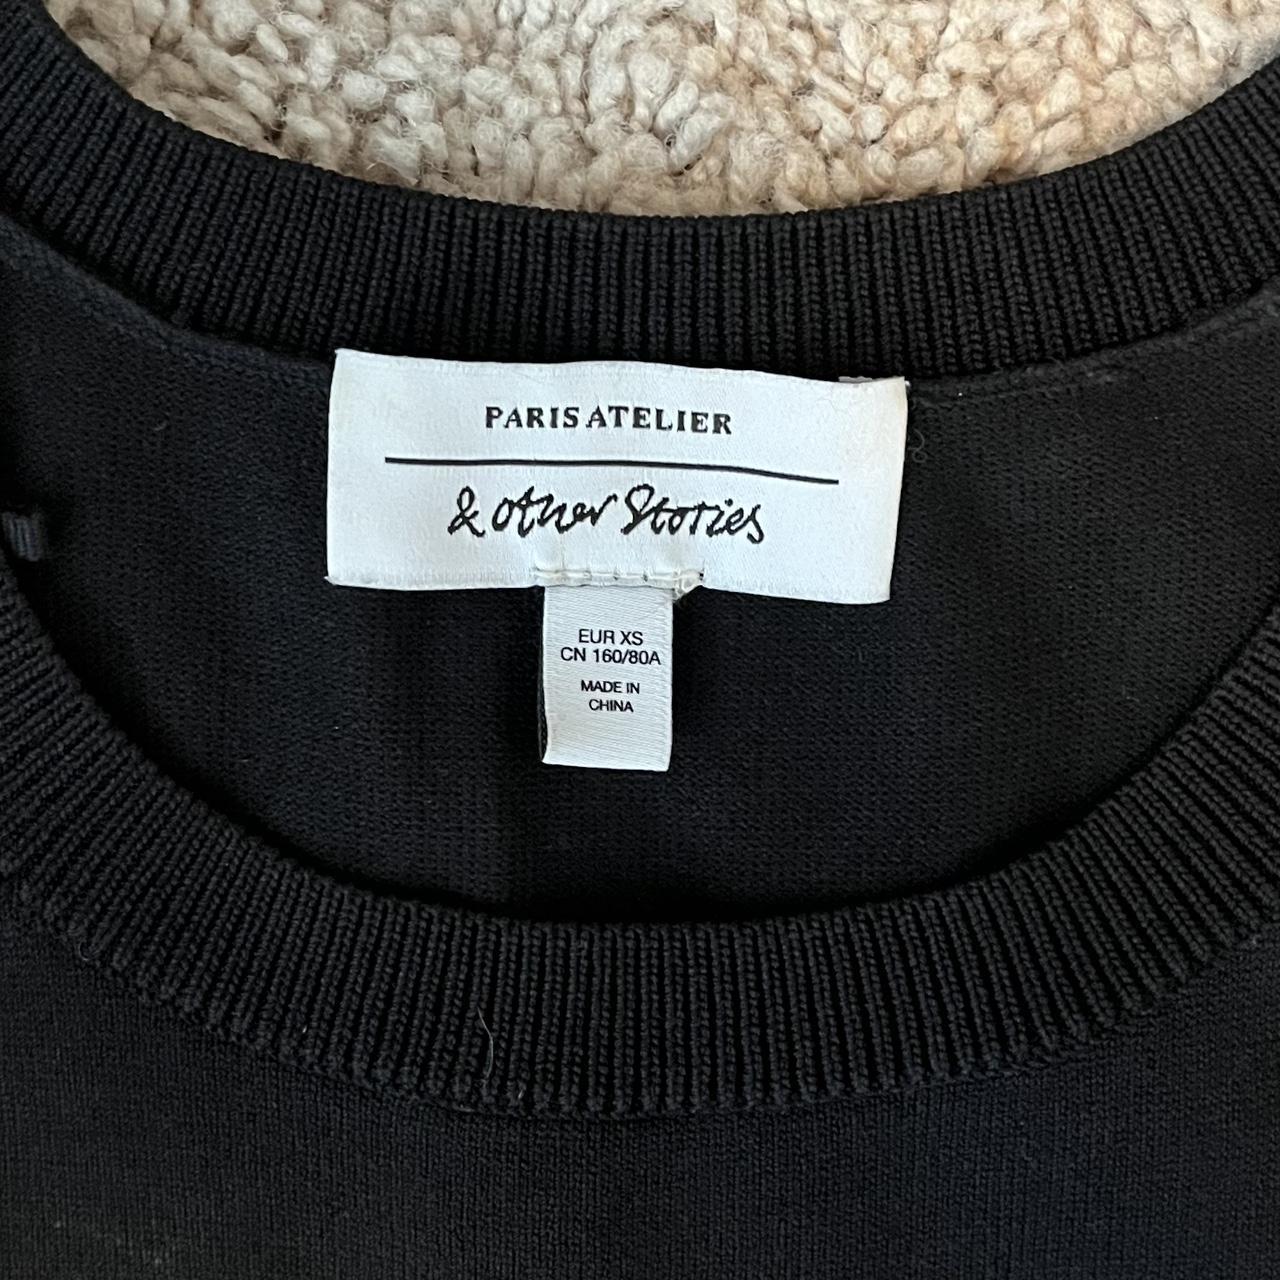 PARIS ATELIER
& other Stories
EUR XS
CN 160/80A
MADE IN
CHINA